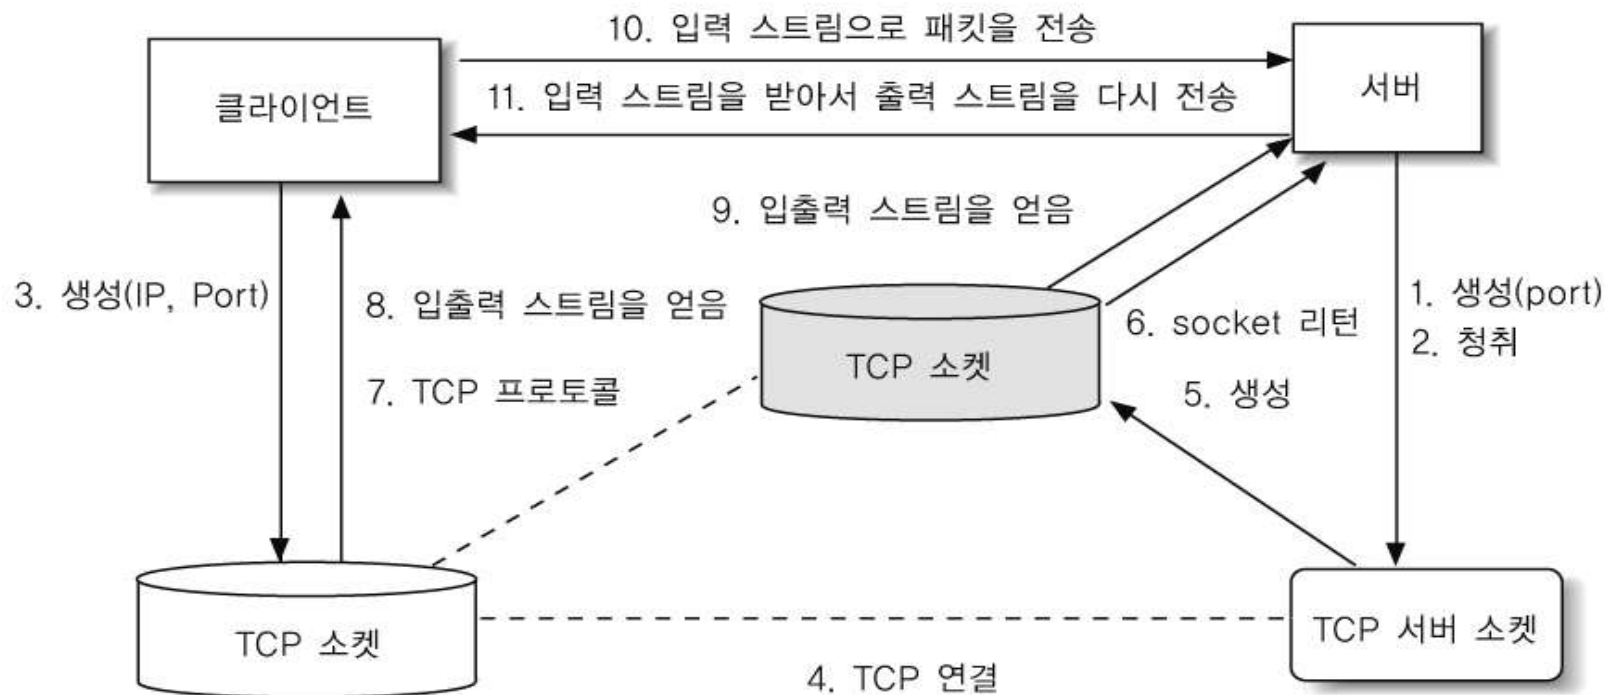 10. 입력 스트림으로 패킷을 전송
클라이언트
서버
11. 입력 스트림을 받아서 출력 스트림을 다시 전송
9. 입출력 스트림을 얻음
3. 생성(IP, Port)
8. 입출력 스트림을 얻음
1. 생성(port)
6. socket 리턴
2. 청취
TCP 소켓
7. TCP 프로토콜
5. 생성
TCP 소켓
TCP 서버 소켓
4. TCP 연결